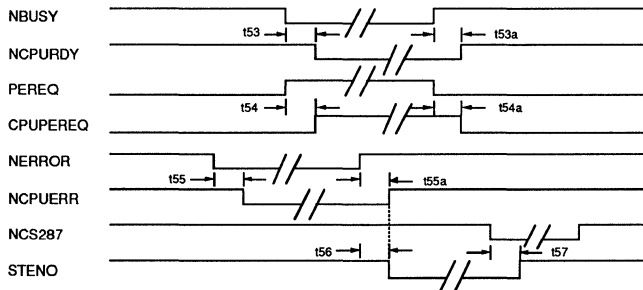 NBUSY
t53 t53a
NCPURDY
PEREQ
t54 t54a
CPUPEREQ
NERROR
t55 t55a
NCPUERR
NCS287
t56 t57
STENO